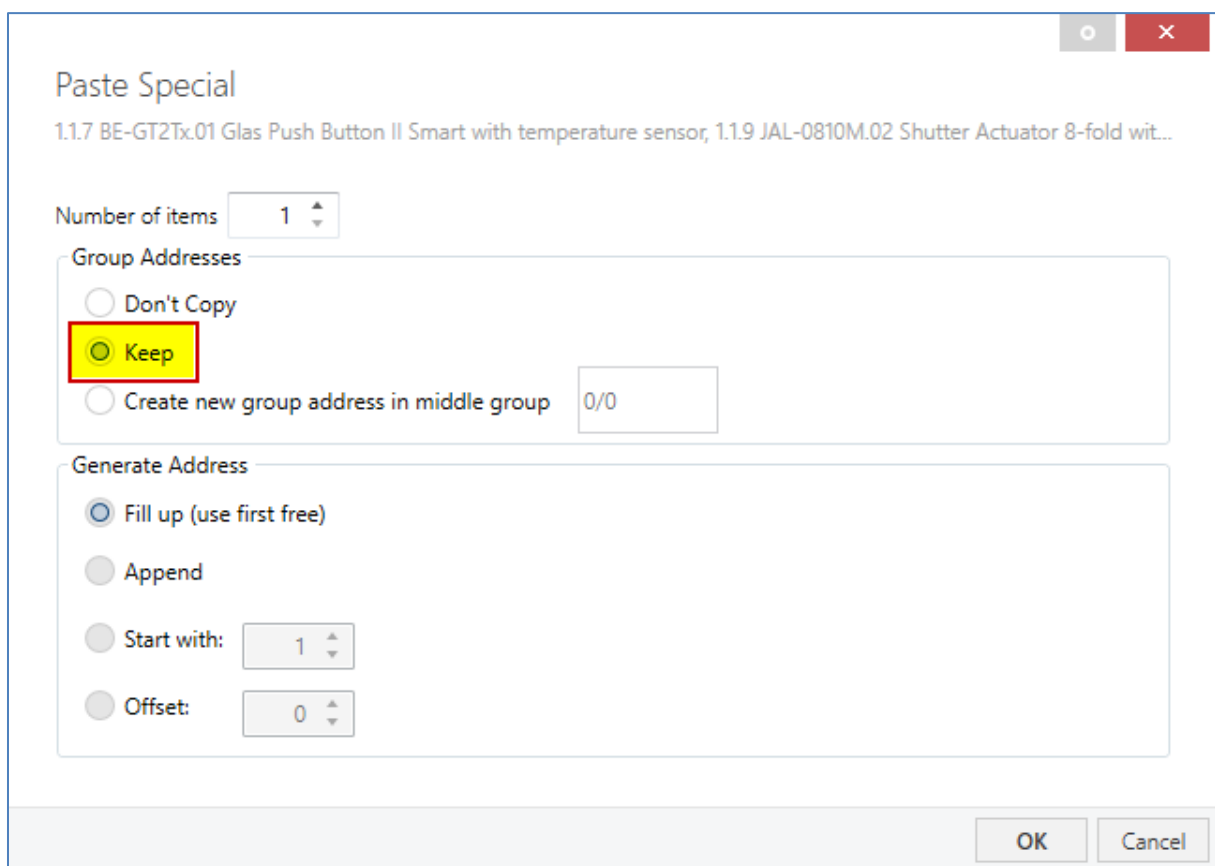 Paste Special
1.1.7 BE-GT2Tx.01 Glas Push Button II Smart with temperature sensor, 1.1.9 JAL-0810M.02 Shutter Actuator 8-fold wit...
Number of items 1
Group Addresses
Don't Copy
Keep
Create new group address in middle group 0/0
Generate Address
Fill up (use first free)
Append
Start with: 1
Offset: 0
OK Cancel